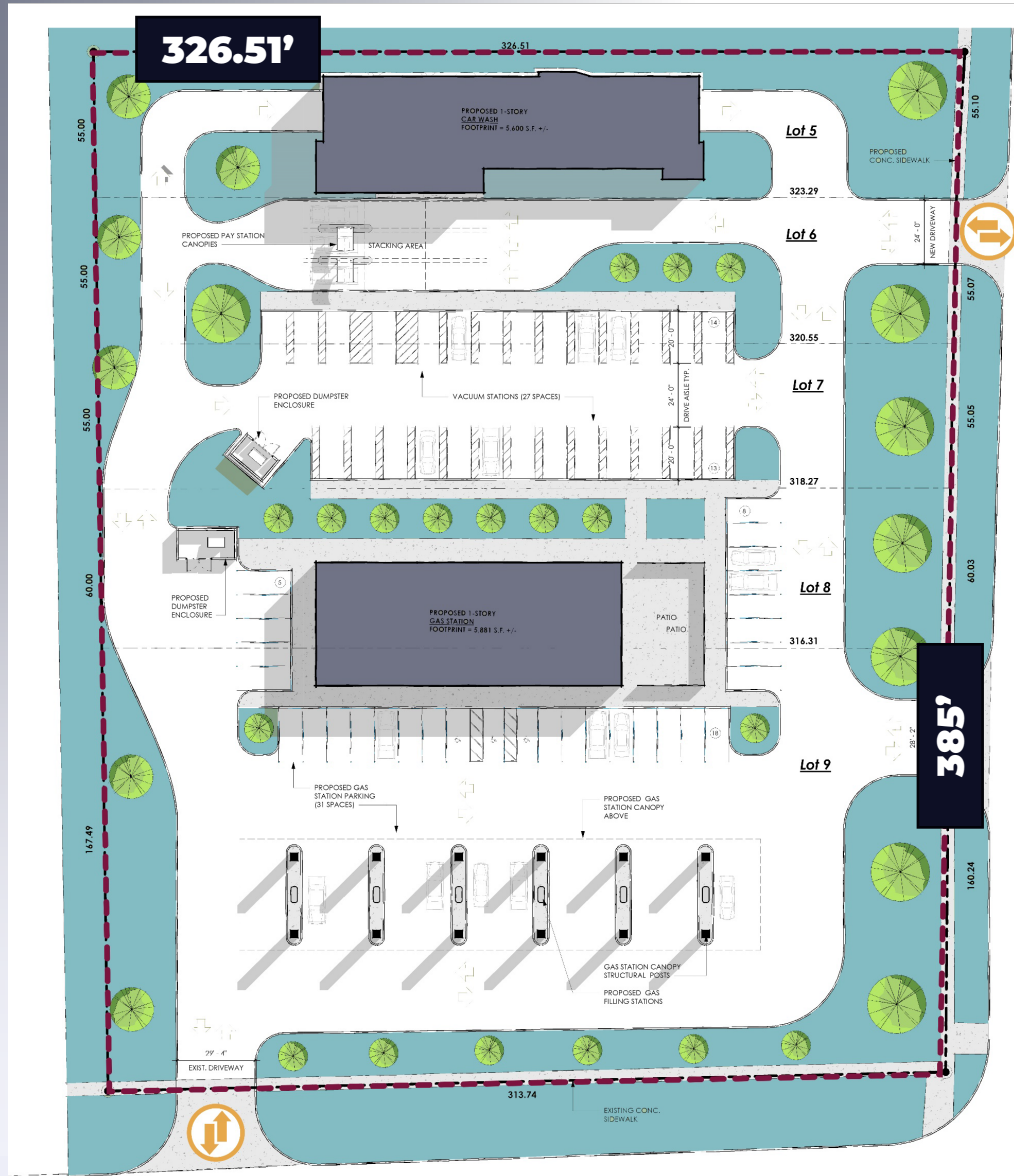 326.51’
326.51
55.00
55.10
PROPOSED 1-STORY
CAR WASH
FOOTPRINT = 5,600 S.F. +/-
Lot 5
PROPOSED
CONC. SIDEWALK
323.29
PROPOSED PAY STATION
CANOPIES
STACKING AREA
Lot 6
24' - 0"
NEW DRIVEWAY
55.00
55.07
14
20' - 0"
320.55
Lot 7
PROPOSED DUMPSTER
ENCLOSURE
VACUUM STATIONS (27 SPACES)
24' - 0"
DRIVE AISLE TYP.
55.00
55.05
20' - 0"
13
318.27
8
60.00
60.03
5
PROPOSED
DUMPSTER
ENCLOSURE
Lot 8
PROPOSED 1-STORY
GAS STATION
FOOTPRINT = 5,881 S.F. +/-
PATIO
PATIO
316.31
385’
18
28' - 2"
Lot 9
PROPOSED GAS
STATION PARKING
(31 SPACES)
PROPOSED GAS
STATION CANOPY
ABOVE
167.49
160.24
GAS STATION CANOPY
STRUCTURAL POSTS
PROPOSED GAS
FILLING STATIONS
29' - 4"
EXIST. DRIVEWAY
313.74
EXISTING CONC.
SIDEWALK